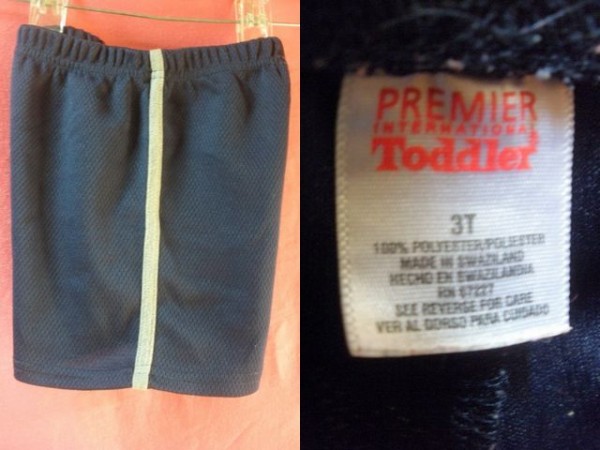 PREMIER
INTERNATIONAL
Toddler
3T
100% POLYESTER/POLIESTER
MADE IN SWAZILAND
HECHO EN SWAZILANDIA
RN 67227
SEE REVERSE FOR CARE
VER AL DORSO PARA CUIDADO